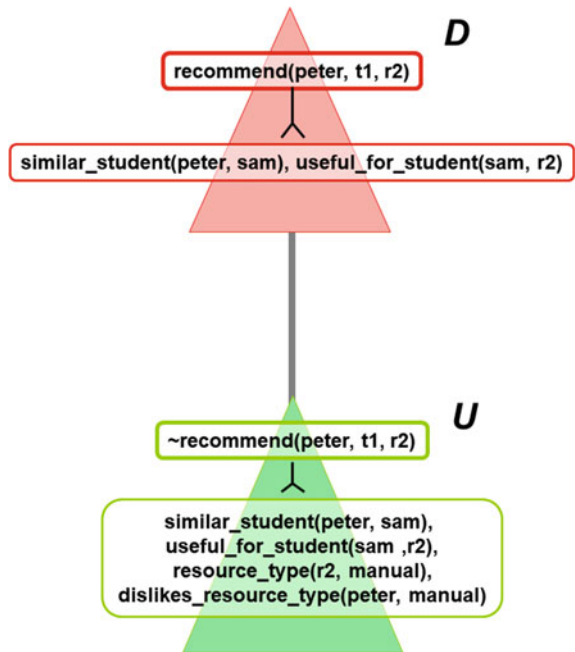 D
recommend(peter, t1, r2)
similar_student(peter, sam), useful_for_student(sam, r2)
U
~recommend(peter, t1, r2)
similar_student(peter, sam),
useful_for_student(sam ,r2),
resource_type(r2, manual),
dislikes_resource_type(peter, manual)